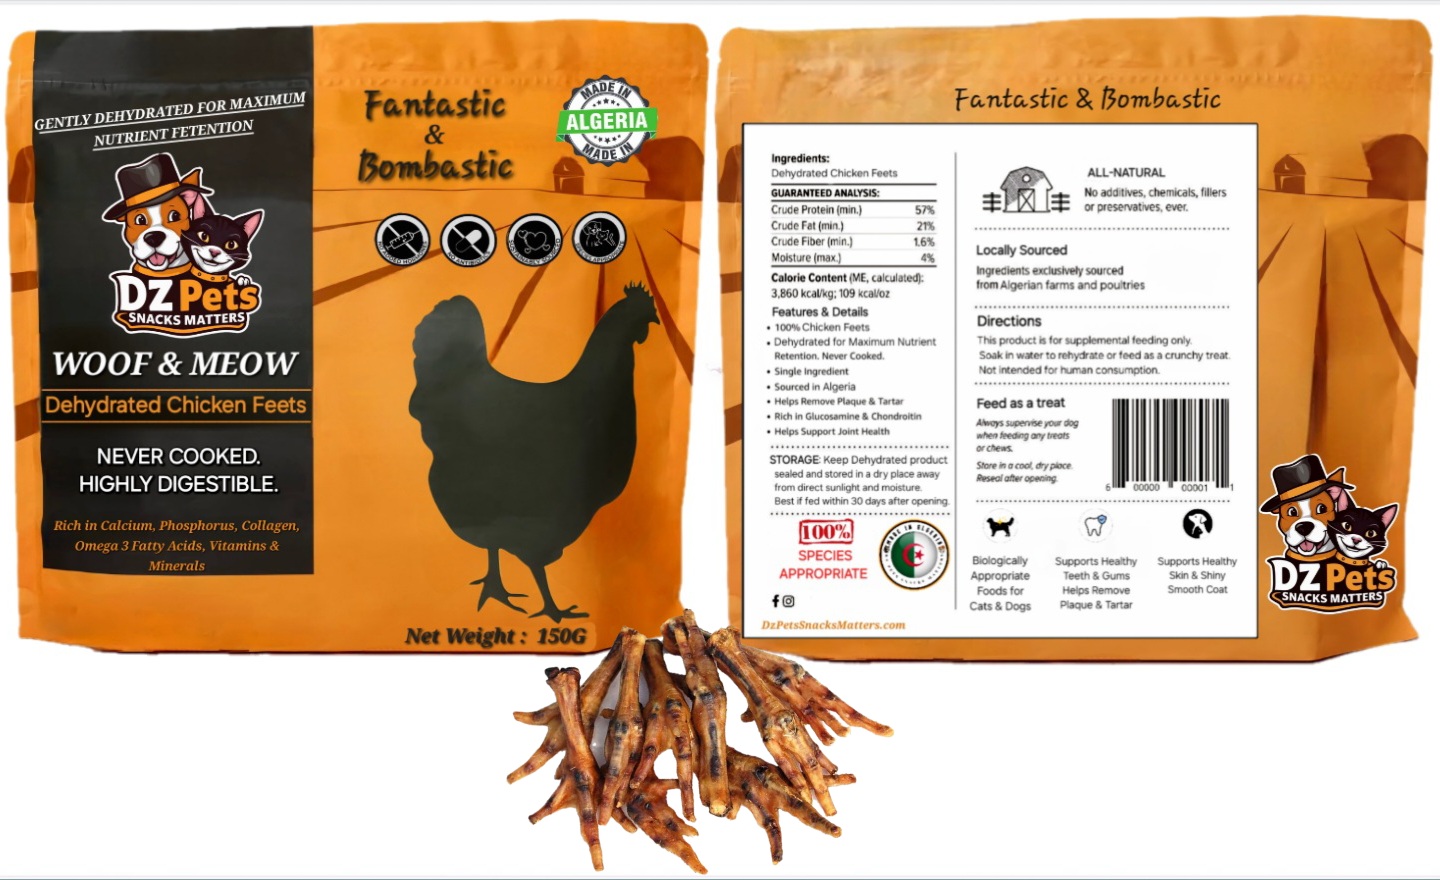 GENTLY DEHYDRATED FOR MAXIMUM
NUTRIENT FETENTION
DZ Pets
SNACKS MATTERS
WOOF & MEOW
Dehydrated Chicken Feets
NEVER COOKED.
HIGHLY DIGESTIBLE.
Rich in Calcium, Phosphorus, Collagen,
Omega 3 Fatty Acids, Vitamins &
Minerals
Fantastic
&
Bombastic
MADE IN
ALGERIA
MADE IN
Net Weight : 150G
Fantastic & Bombastic
Ingredients:
Dehydrated Chicken Feets
GUARANTEED ANALYSIS:
Crude Protein (min.) 57%
Crude Fat (min.) 21%
Crude Fiber (min.) 1.6%
Moisture (max.) 4%
Calorie Content (ME, calculated):
3,860 kcal/kg; 109 kcal/oz
Features & Details
• 100% Chicken Feets
• Dehydrated for Maximum Nutrient
Retention. Never Cooked.
• Single Ingredient
• Sourced in Algeria
• Helps Remove Plaque & Tartar
• Rich in Glucosamine & Chondroitin
• Helps Support Joint Health
STORAGE: Keep Dehydrated product
sealed and stored in a dry place away
from direct sunlight and moisture.
Best if fed within 30 days after opening.
100%
SPECIES
APPROPRIATE
MADE IN ALGERIA
DzPetsSnacksMatters.com
ALL-NATURAL
No additives, chemicals, fillers
or preservatives, ever.
Locally Sourced
Ingredients exclusively sourced
from Algerian farms and poultries
Directions
This product is for supplemental feeding only.
Soak in water to rehydrate or feed as a crunchy treat.
Not intended for human consumption.
Feed as a treat
Always supervise your dog
when feeding any treats
or chews.
Store in a cool, dry place.
Reseal after opening.
6 00000 00001 1
Biologically
Appropriate
Foods for
Cats & Dogs
Supports Healthy
Teeth & Gums
Helps Remove
Plaque & Tartar
Supports Healthy
Skin & Shiny
Smooth Coat
DZ Pets
SNACKS MATTERS